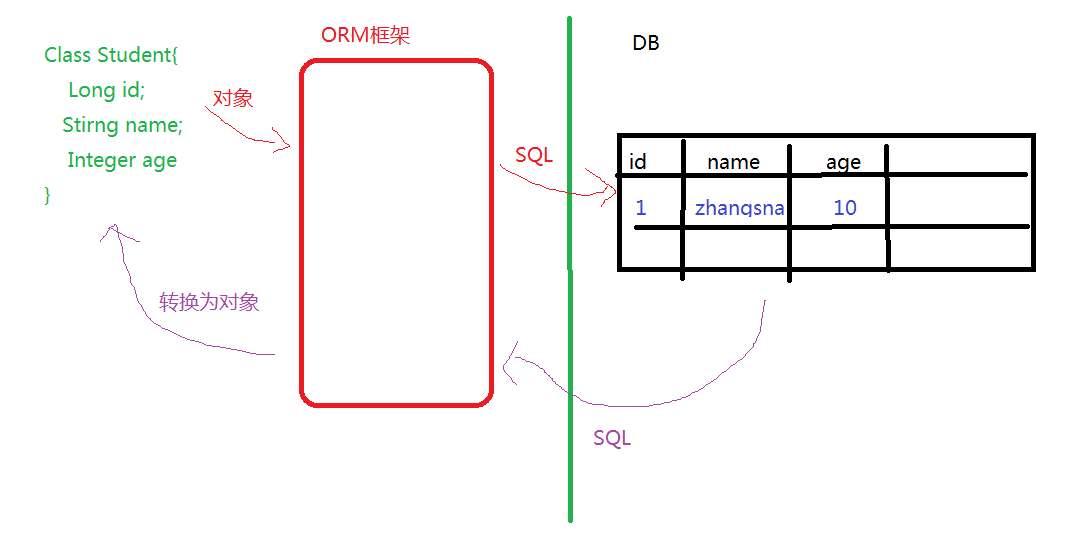 ORM框架
DB
Class Student{
Long id;
Stirng name;
Integer age
}
对象
SQL
id name age
1 zhangsna 10
转换为对象
SQL